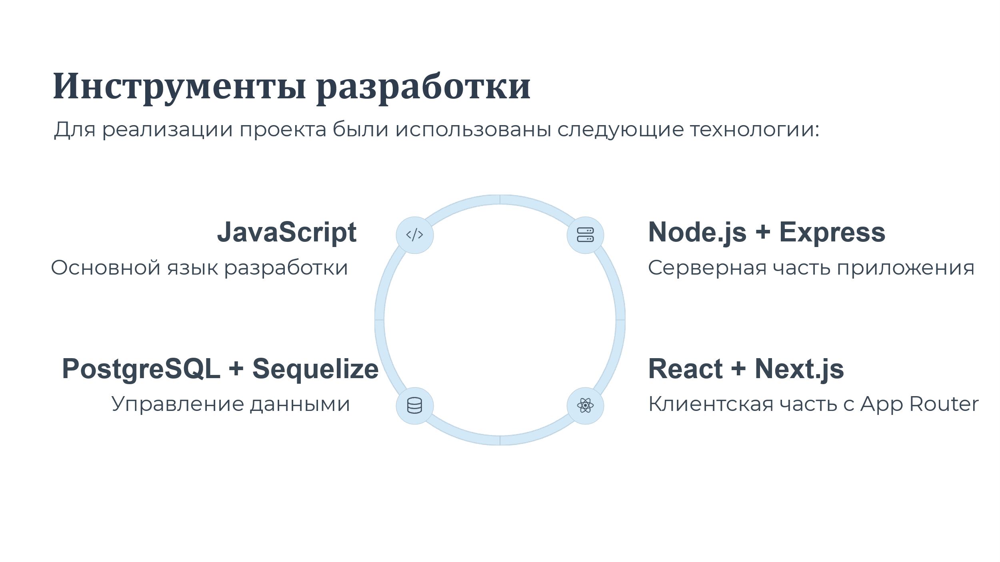 Инструменты разработки
Для реализации проекта были использованы следующие технологии:
JavaScript
Основной язык разработки
Node.js + Express
Серверная часть приложения
PostgreSQL + Sequelize
Управление данными
React + Next.js
Клиентская часть с App Router